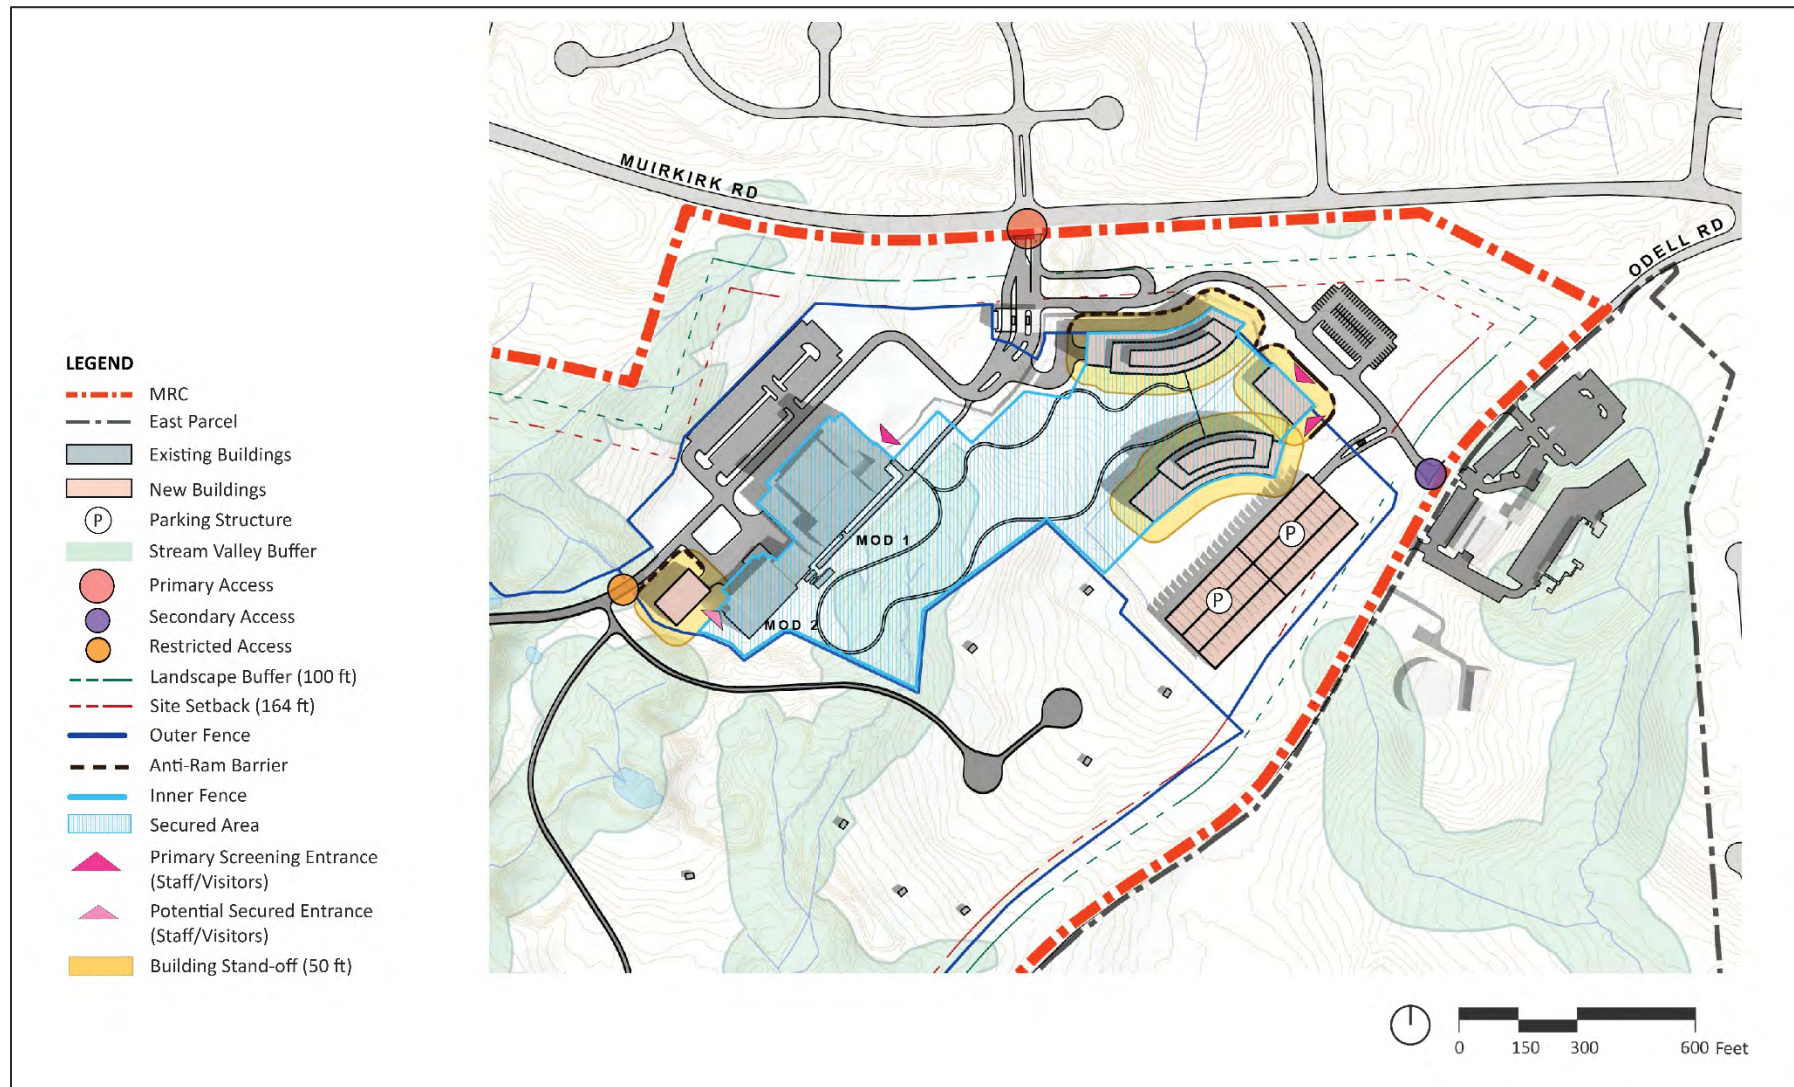 MUIRKIRK RD
ODELL RD
MOD 1
MOD 2
P
P
LEGEND
MRC
East Parcel
Existing Buildings
New Buildings
P
Parking Structure
Stream Valley Buffer
Primary Access
Secondary Access
Restricted Access
Landscape Buffer (100 ft)
Site Setback (164 ft)
Outer Fence
Anti-Ram Barrier
Inner Fence
Secured Area
Primary Screening Entrance
(Staff/Visitors)
Potential Secured Entrance
(Staff/Visitors)
Building Stand-off (50 ft)
0 150 300 600 Feet